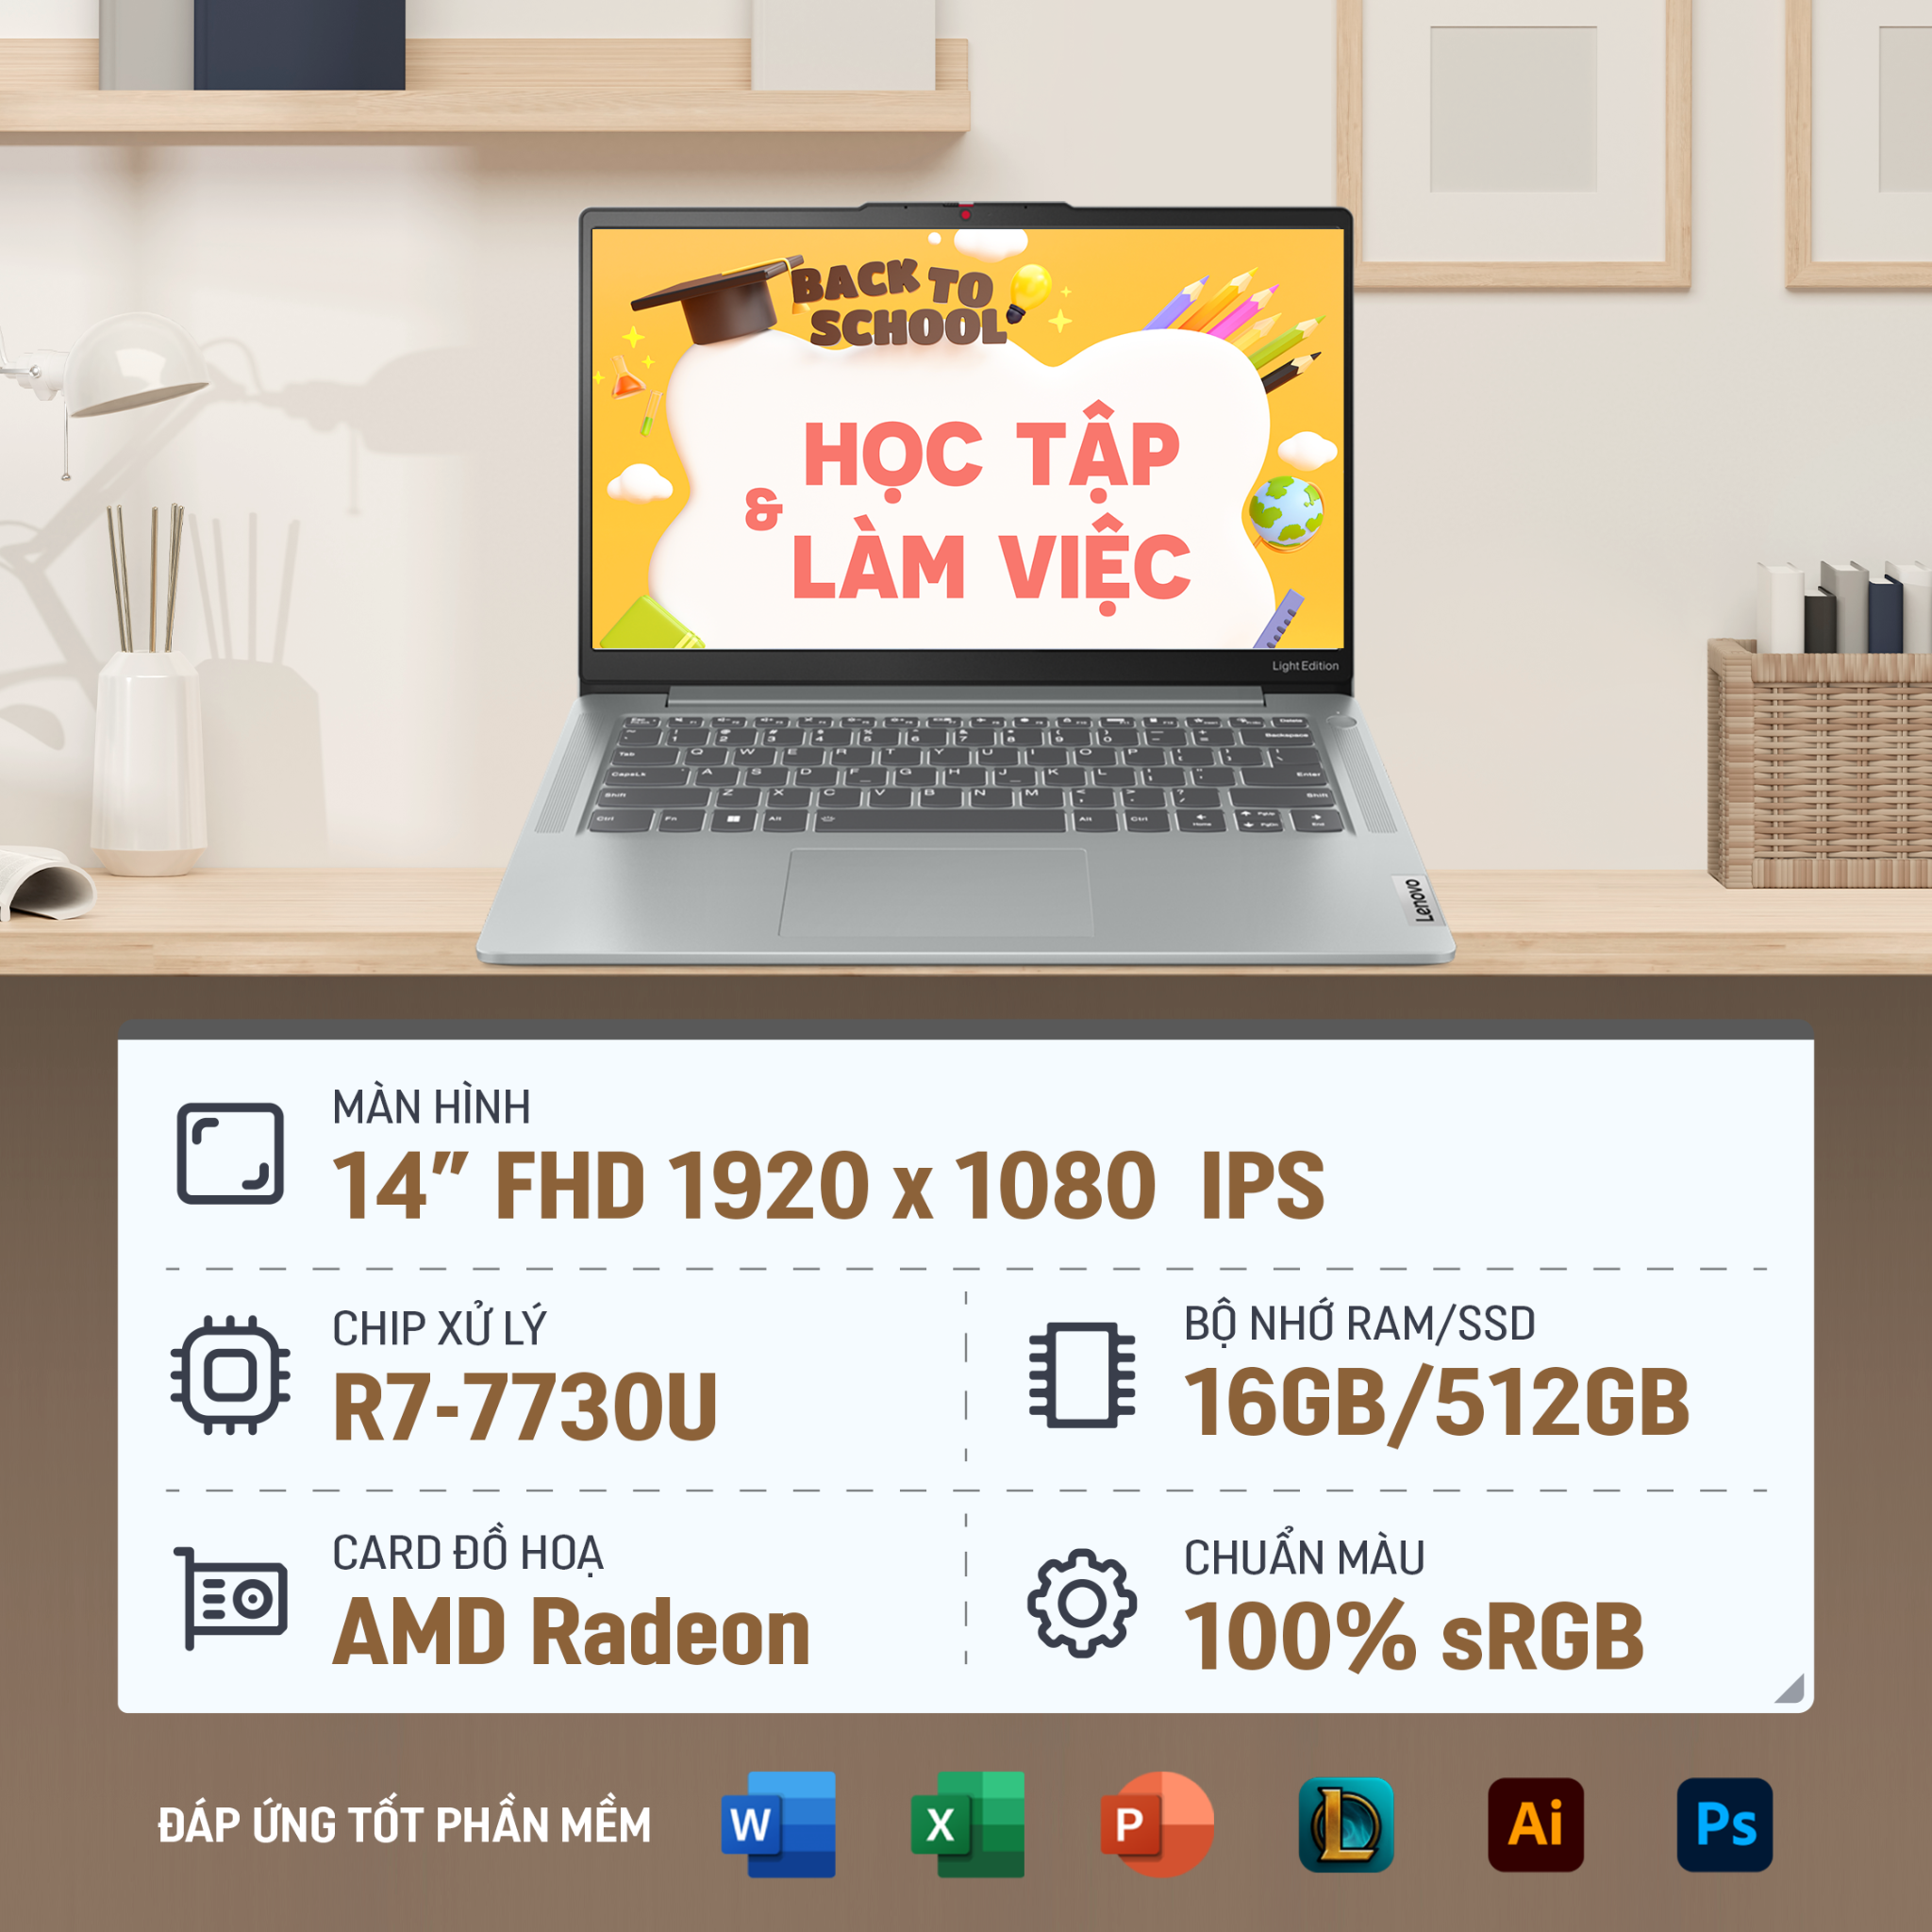 BACK TO
SCHOOL
HỌC TẬP
&
LÀM VIỆC
Light Edition
Lenovo
MÀN HÌNH
14” FHD 1920 x 1080 IPS
CHIP XỬ LÝ
R7-7730U
BỘ NHỚ RAM/SSD
16GB/512GB
CARD ĐỒ HOẠ
AMD Radeon
CHUẨN MÀU
100% sRGB
ĐÁP ỨNG TỐT PHẦN MỀM
W
X
P
L
Ai
Ps